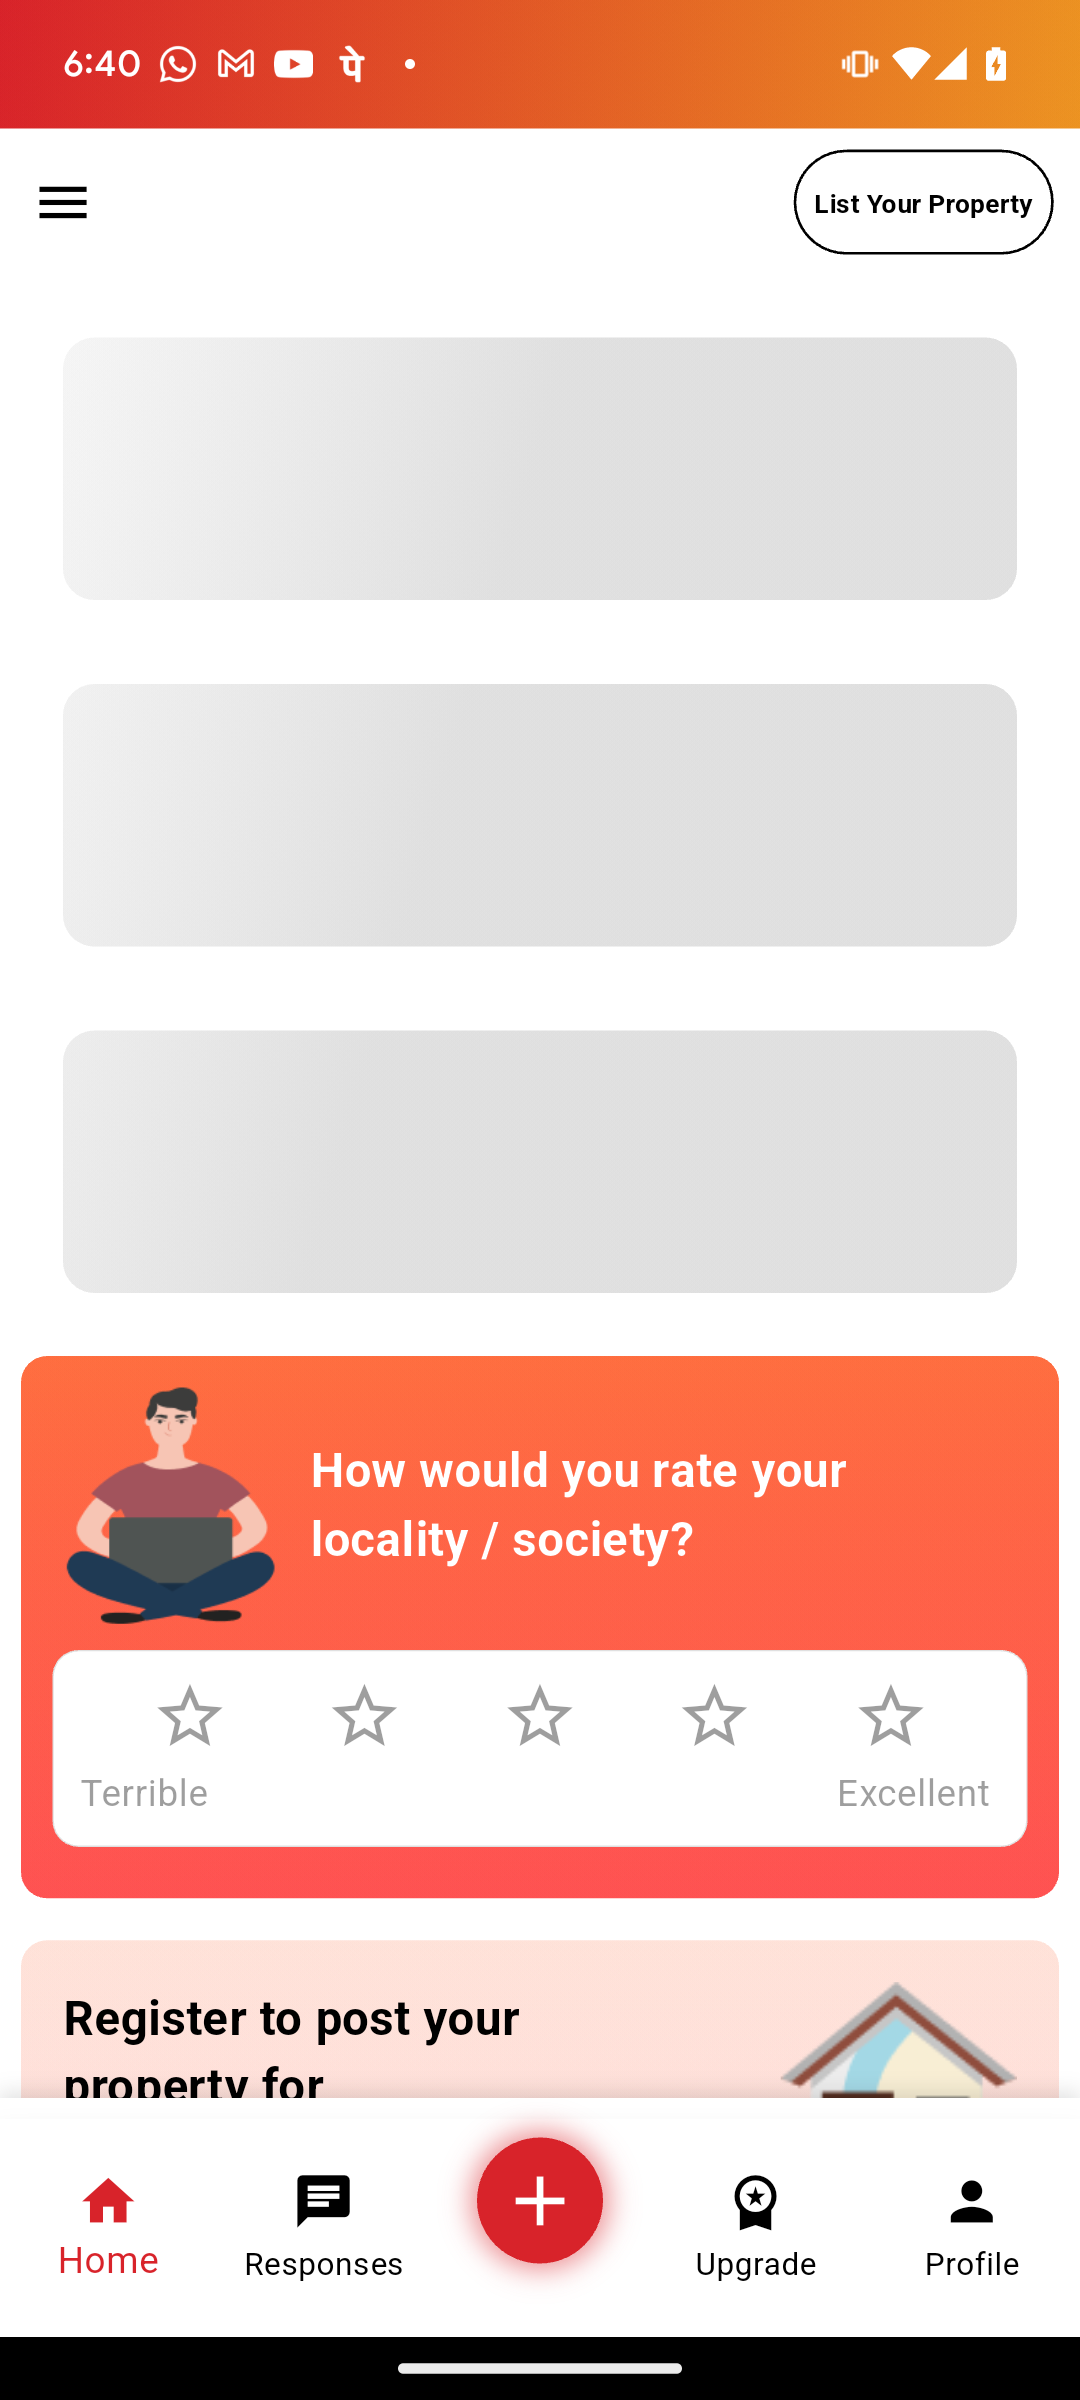 6:40 पे
List Your Property
How would you rate your
locality / society?
Terrible Excellent
Register to post your
property for
Home Responses Upgrade Profile